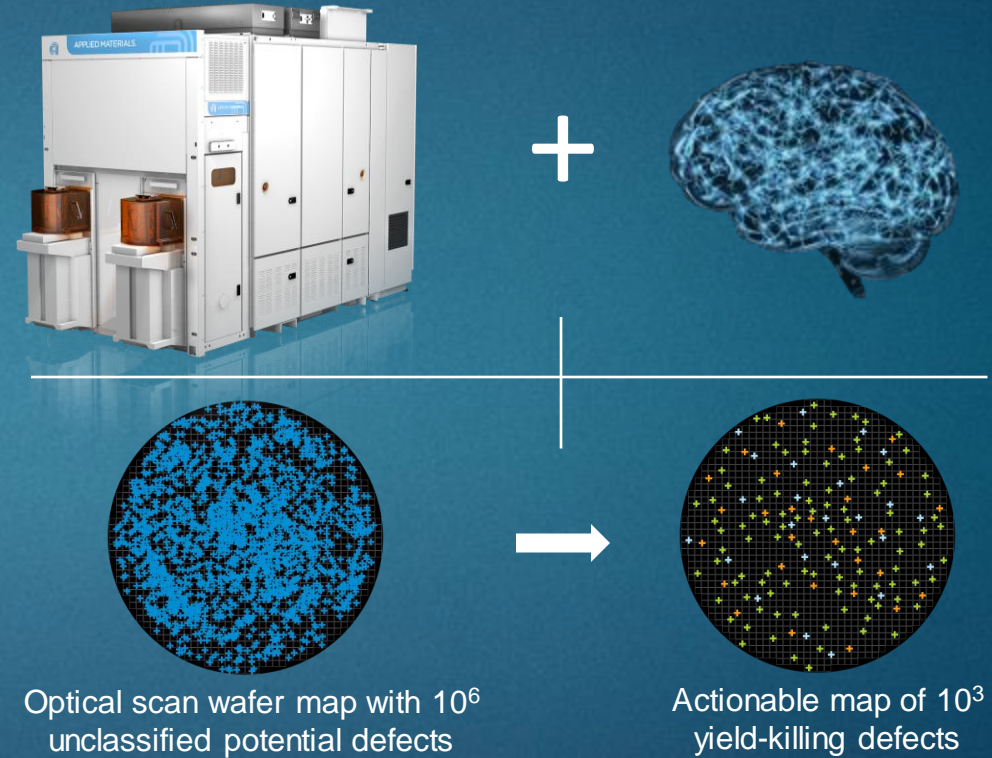 APPLIED MATERIALS
Optical scan wafer map with 10⁶
unclassified potential defects
Actionable map of 10³
yield-killing defects